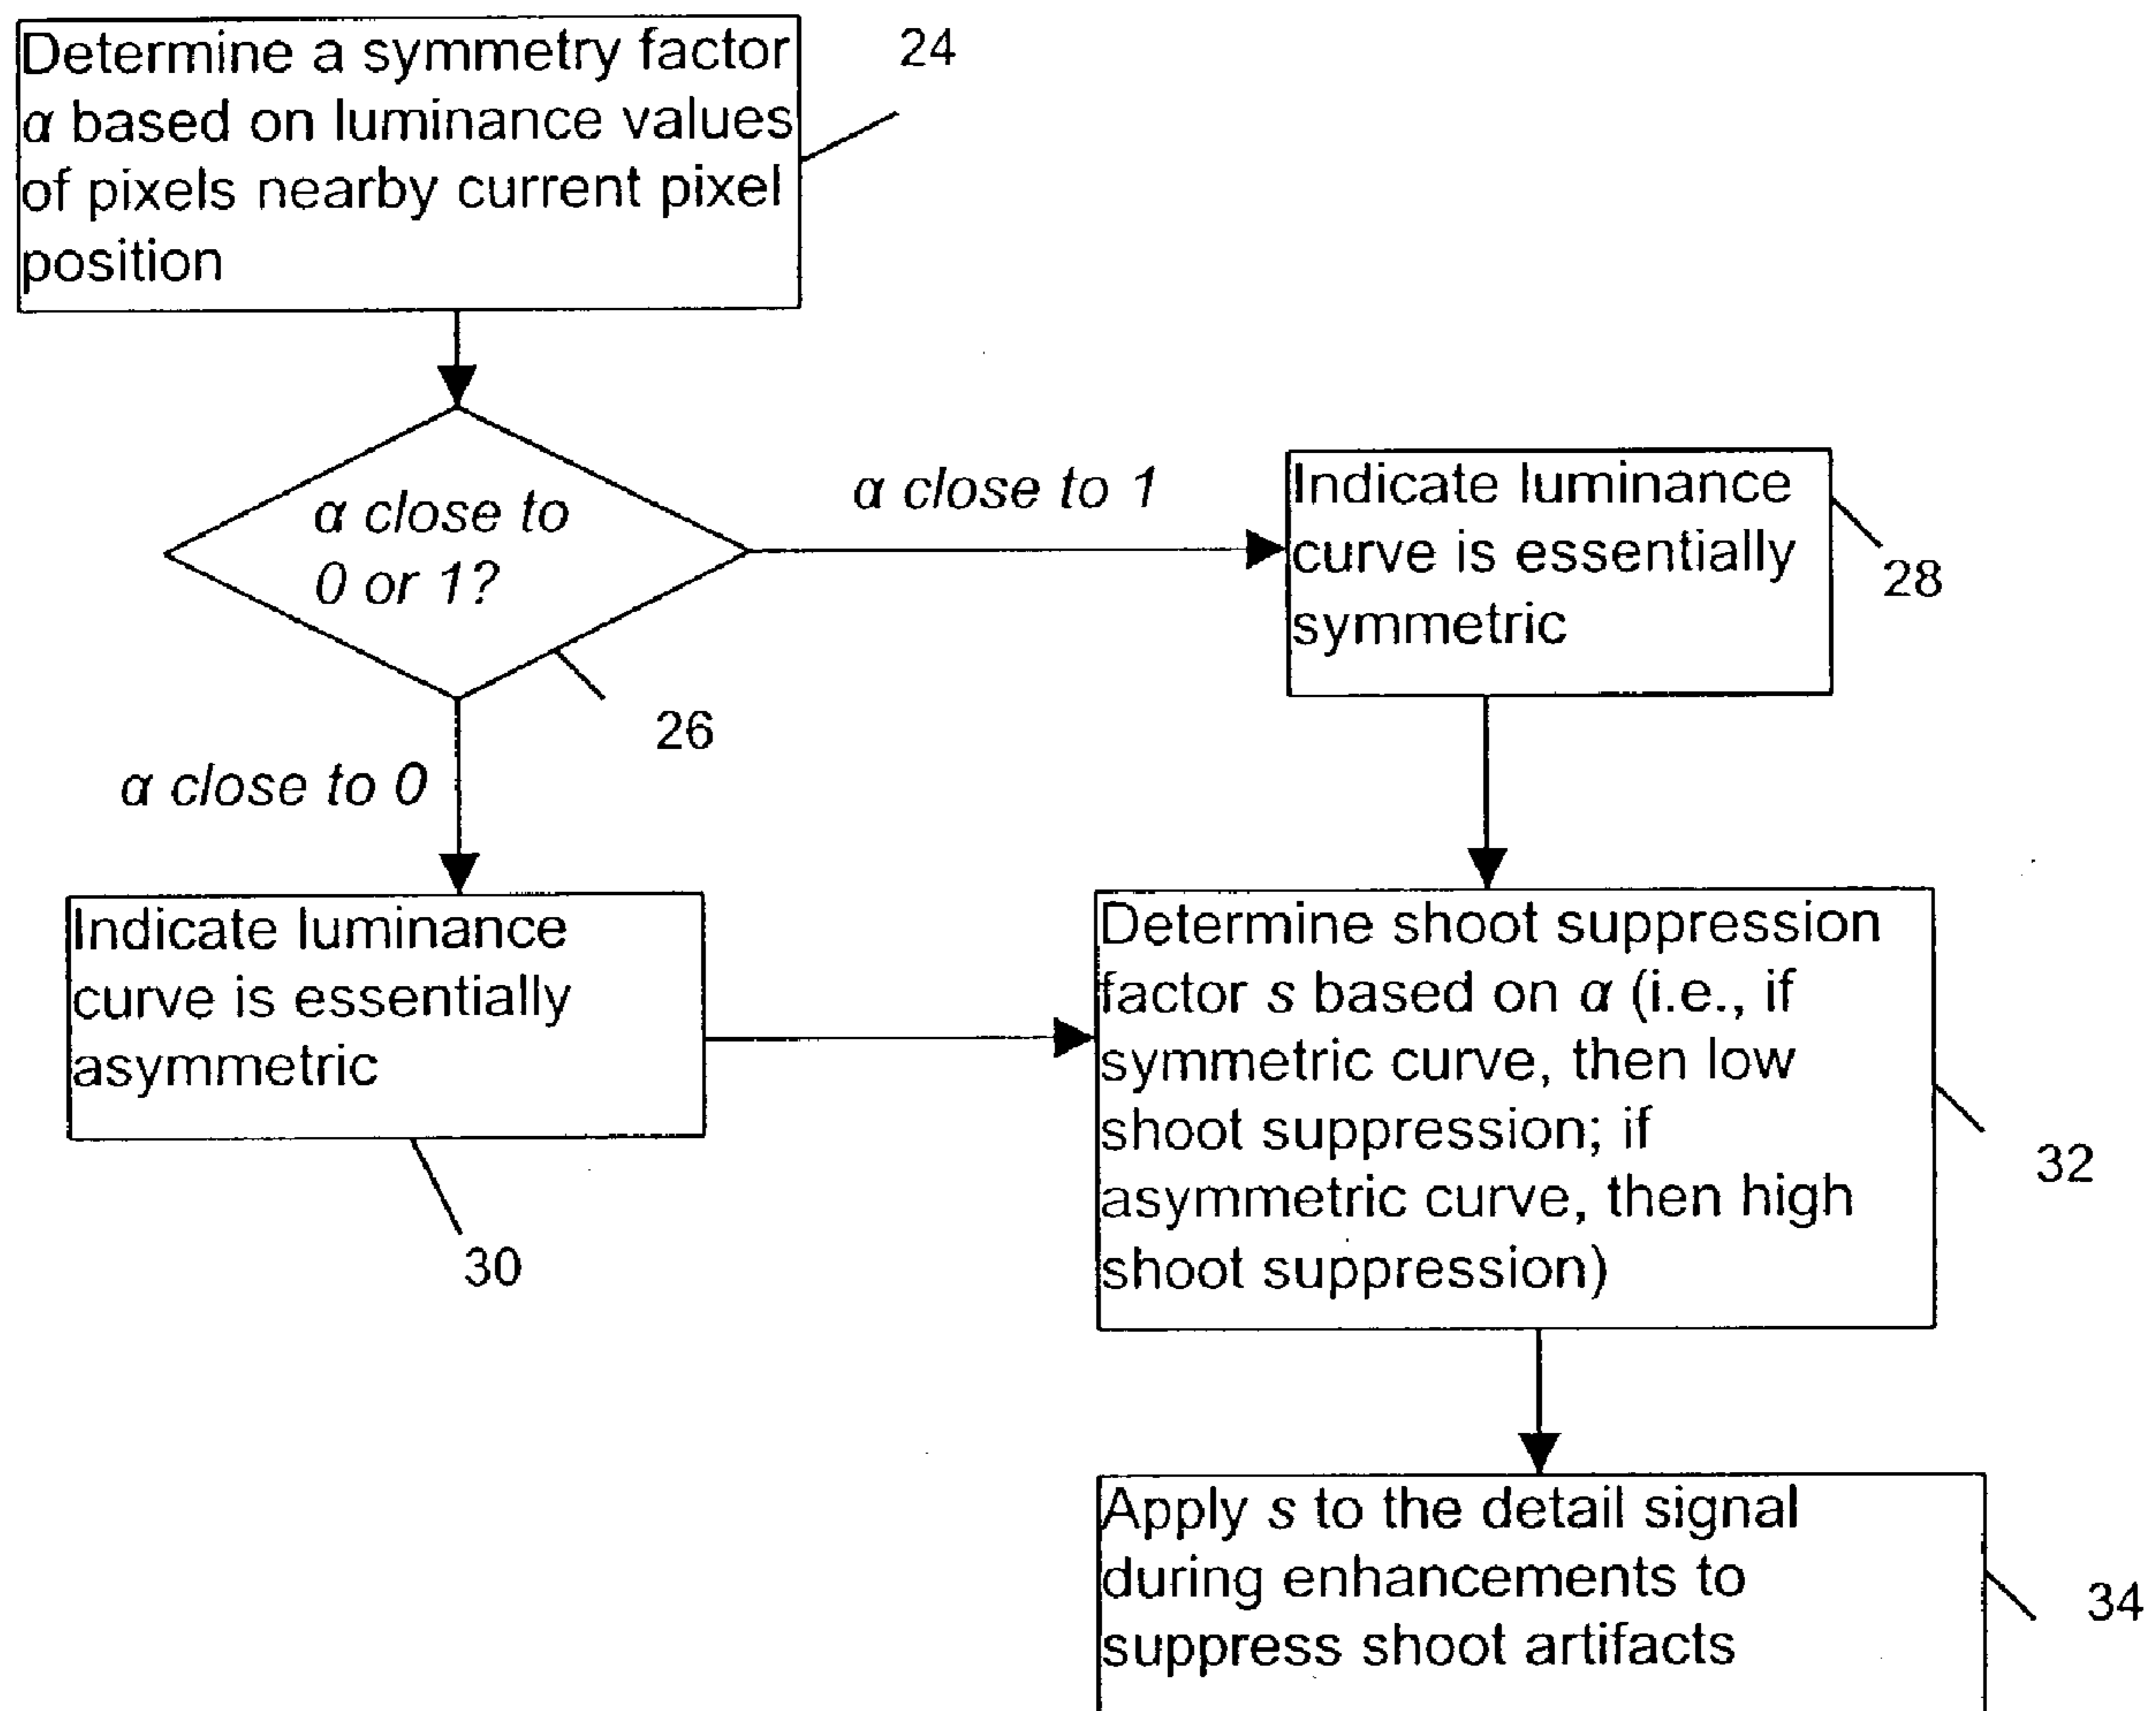 Determine a symmetry factor
α based on luminance values
of pixels nearby current pixel
position
24
α close to
0 or 1?
26
α close to 1
Indicate luminance
curve is essentially
symmetric
28
α close to 0
Indicate luminance
curve is essentially
asymmetric
30
Determine shoot suppression
factor s based on α (i.e., if
symmetric curve, then low
shoot suppression; if
asymmetric curve, then high
shoot suppression)
32
Apply s to the detail signal
during enhancements to
suppress shoot artifacts
34